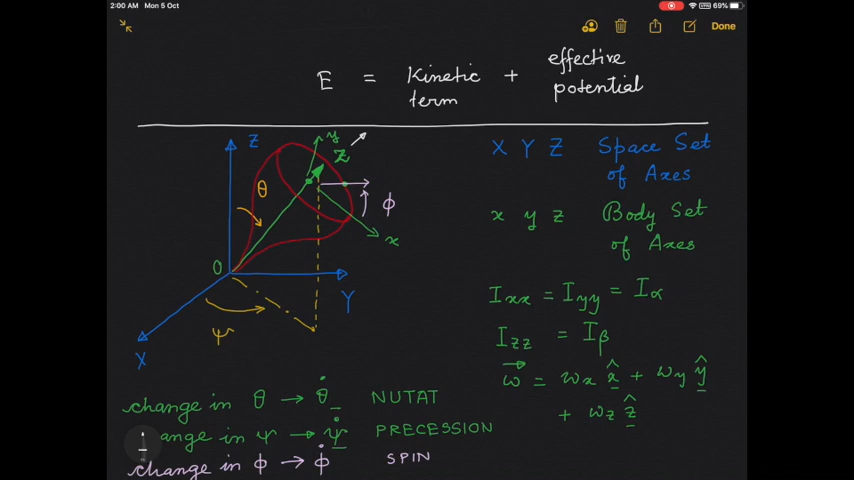 2:00 AM Mon 5 Oct
69%
Done
E = Kinetic term + effective potential
Z
y
z
θ
ϕ
x
O
Y
ψ
X
X Y Z Space Set
of Axes
x y z Body Set
of Axes
Ixx = Iyy = Iα
Izz = Iβ
ω⃗ = ωx x̂ + ωy ŷ
+ ωz ẑ
change in θ → θ̇ NUTAT
ange in ψ → ψ̇ PRECESSION
change in ϕ → ϕ̇ SPIN